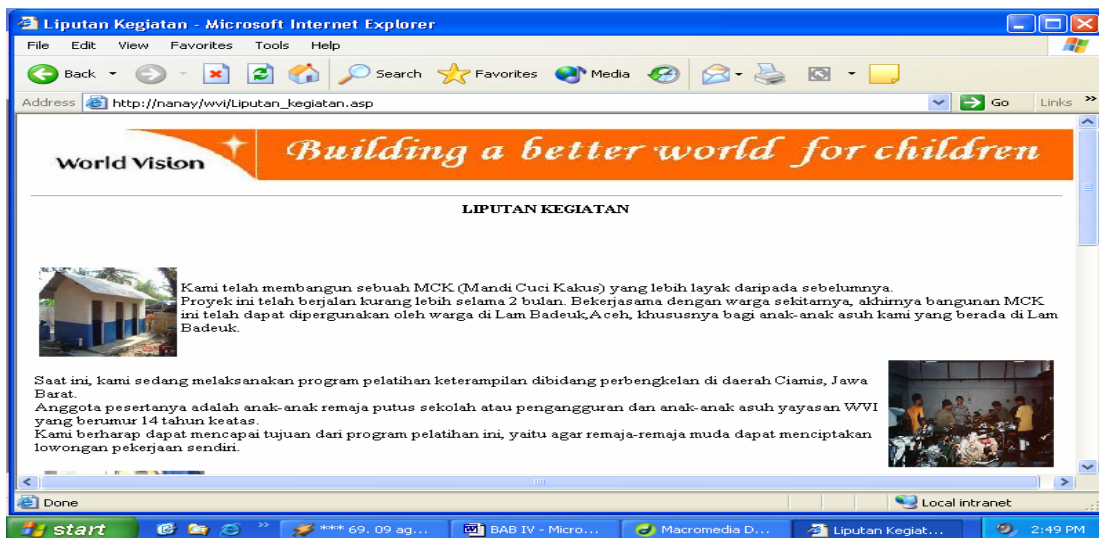 Liputan Kegiatan - Microsoft Internet Explorer
File Edit View Favorites Tools Help
Back Search Favorites Media
Address http://nanay/wvi/Liputan_kegiatan.asp Go Links »
World Vision Building a better world for children
LIPUTAN KEGIATAN
Kami telah membangun sebuah MCK (Mandi Cuci Kakus) yang lebih layak daripada sebelumnya.
Proyek ini telah berjalan kurang lebih selama 2 bulan. Bekerjasama dengan warga sekitarnya, akhirnya bangunan MCK
ini telah dapat dipergunakan oleh warga di Lam Badeuk,Aceh, khususnya bagi anak-anak asuh kami yang berada di Lam
Badeuk.
Saat ini, kami sedang melaksanakan program pelatihan keterampilan dibidang perbengkelan di daerah Ciamis, Jawa
Barat.
Anggota pesertanya adalah anak-anak remaja putus sekolah atau pengangguran dan anak-anak asuh yayasan WVI
yang berumur 14 tahun keatas.
Kami berharap dapat mencapai tujuan dari program pelatihan ini, yaitu agar remaja-remaja muda dapat menciptakan
lowongan pekerjaan sendiri.
Done Local intranet
start » *** 69. 09 ag... BAB IV - Micro... Macromedia D... Liputan Kegiat... 2:49 PM